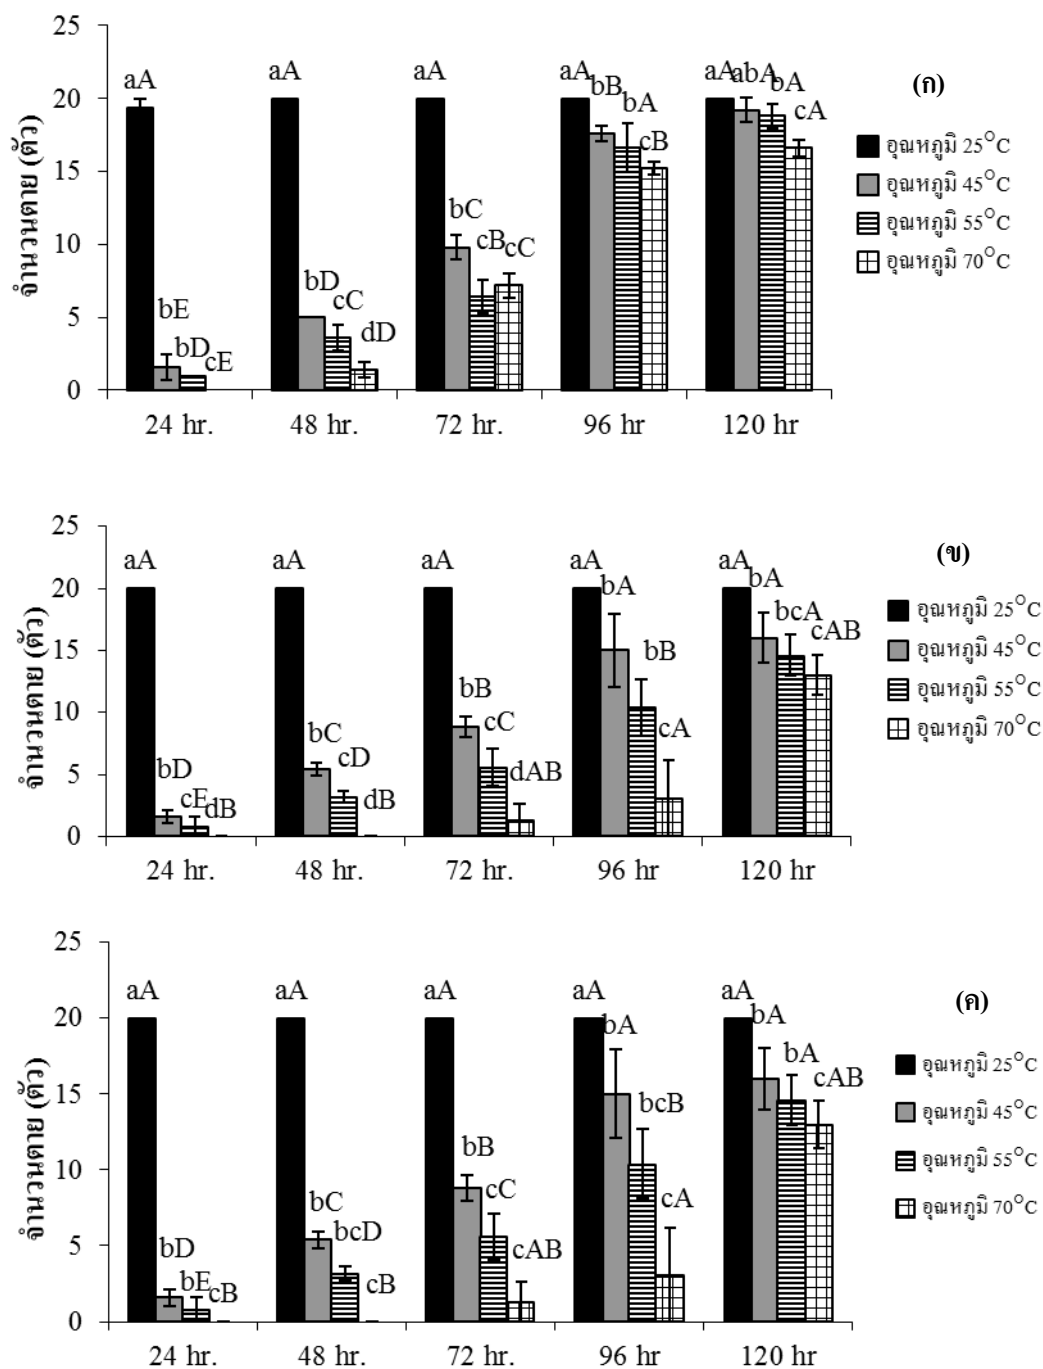 25
20
15
10
5
0
จำนวนหนตาย (ตัว)
aA
bE
bD
cE
aA
bD
cC
dD
aA
bC
cB
cC
aA
bB
bA
cB
aA
abA
bA
cA
24 hr.
48 hr.
72 hr.
96 hr
120 hr
(ก)
อุณหภูมิ 25°C
อุณหภูมิ 45°C
อุณหภูมิ 55°C
อุณหภูมิ 70°C
25
20
15
10
5
0
จำนวนหนตาย (ตัว)
aA
bD
cE
dB
aA
bC
cD
dB
aA
bB
cC
dAB
aA
bA
bB
cA
aA
bA
bcA
cAB
24 hr.
48 hr.
72 hr.
96 hr
120 hr
(ข)
อุณหภูมิ 25°C
อุณหภูมิ 45°C
อุณหภูมิ 55°C
อุณหภูมิ 70°C
25
20
15
10
5
0
จำนวนหนตาย (ตัว)
aA
bD
bE
cB
aA
bC
bcD
cB
aA
bB
cC
cAB
aA
bA
bcB
cA
aA
bA
bA
cAB
24 hr.
48 hr.
72 hr.
96 hr
120 hr
(ค)
อุณหภูมิ 25°C
อุณหภูมิ 45°C
อุณหภูมิ 55°C
อุณหภูมิ 70°C